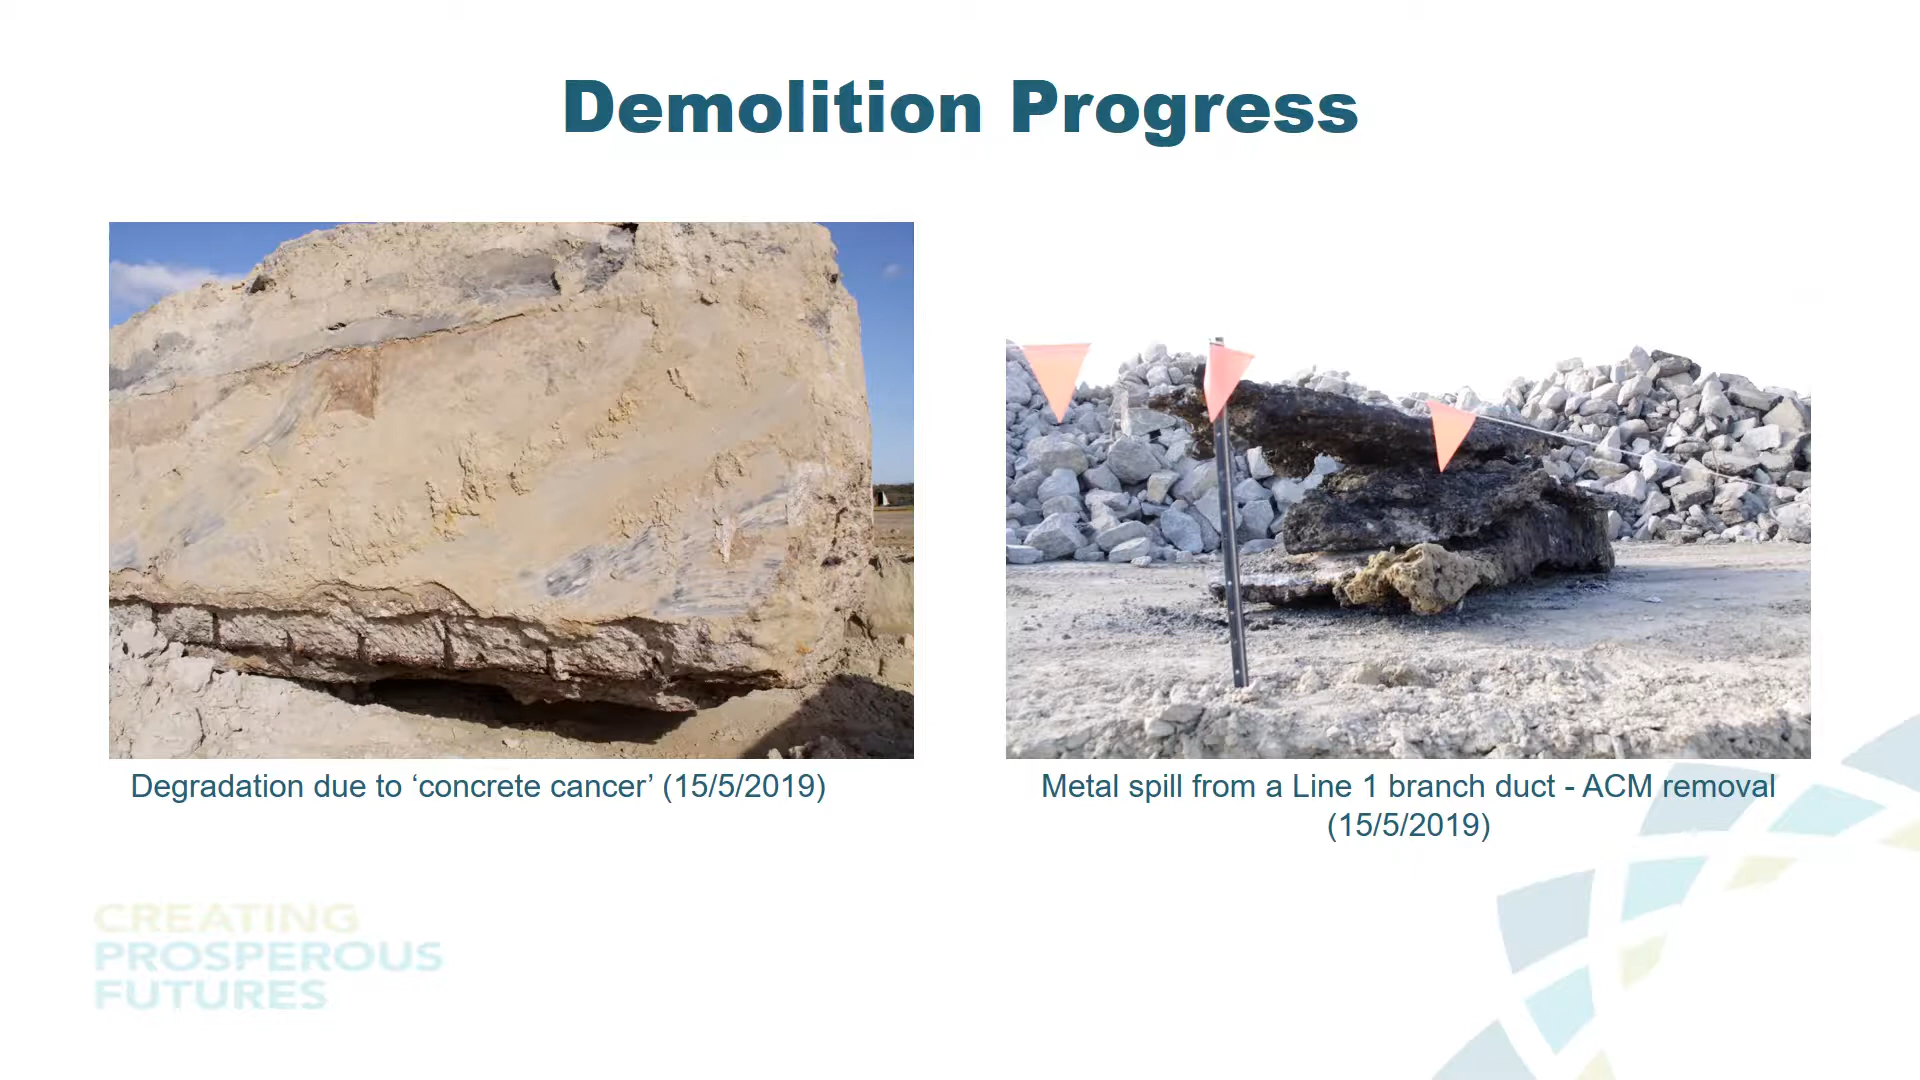 Demolition Progress
Degradation due to ‘concrete cancer’ (15/5/2019)
Metal spill from a Line 1 branch duct - ACM removal
(15/5/2019)
CREATING
PROSPEROUS
FUTURES